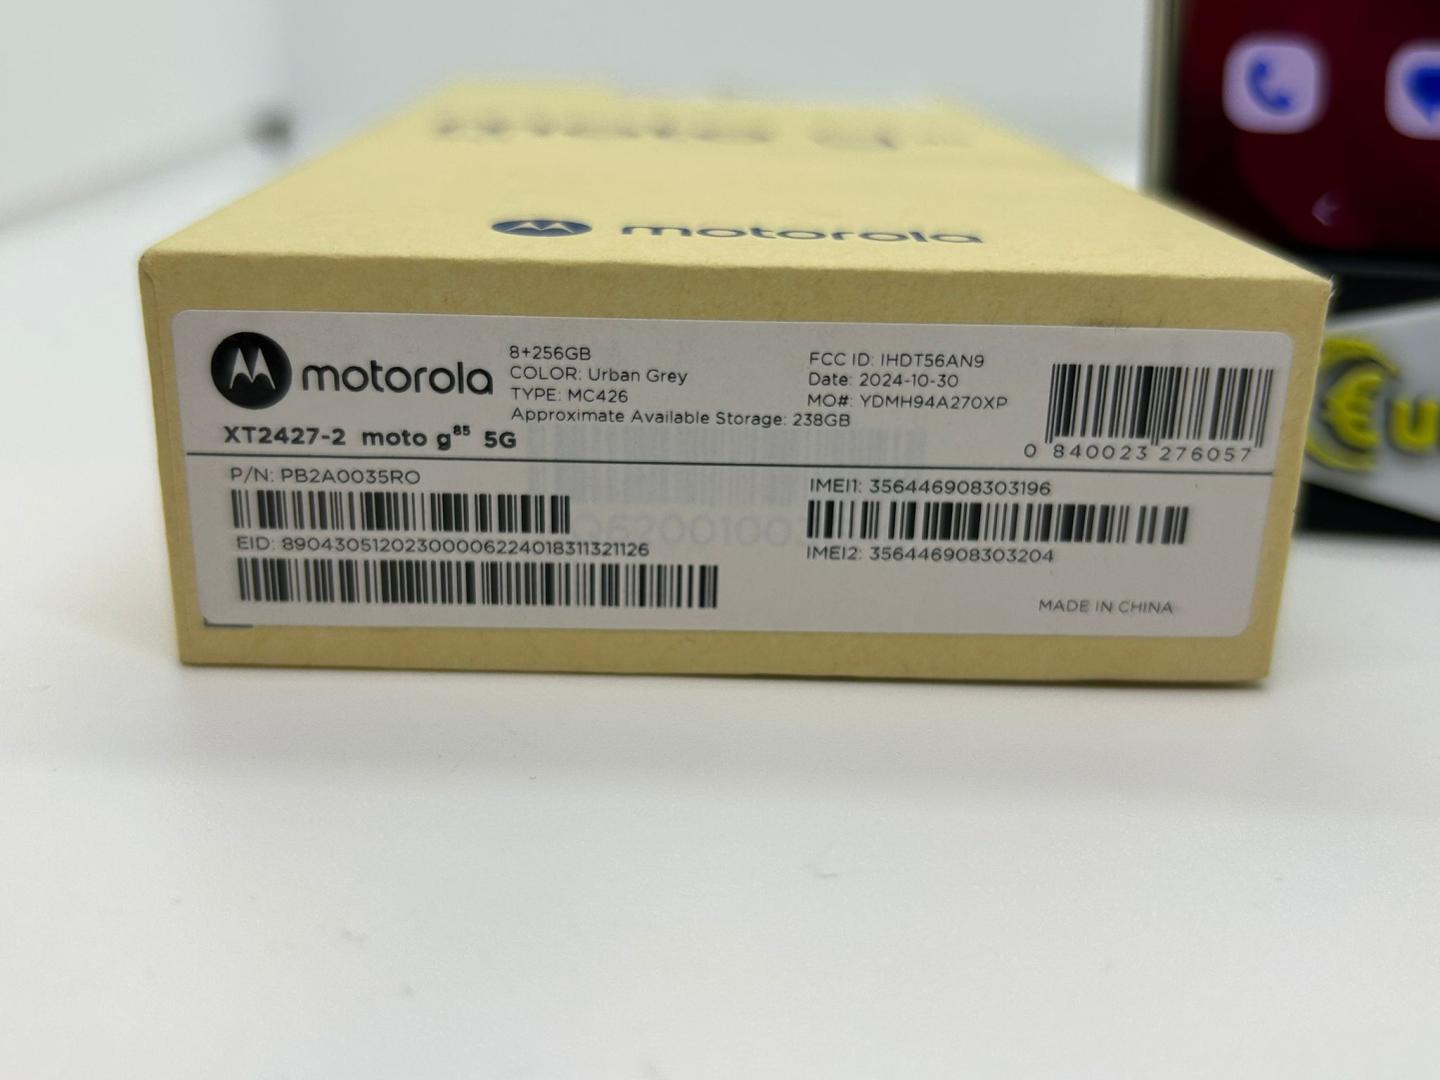 motorola
motorola
8+256GB
COLOR: Urban Grey
TYPE: MC426
Approximate Available Storage: 238GB
XT2427-2 moto g85 5G
FCC ID: IHDT56AN9
Date: 2024-10-30
MO#: YDMH94A270XP
0 840023 276057
P/N: PB2A0035RO
EID: 89043051202300006224018311321126
IMEI1: 356446908303196
IMEI2: 356446908303204
MADE IN CHINA